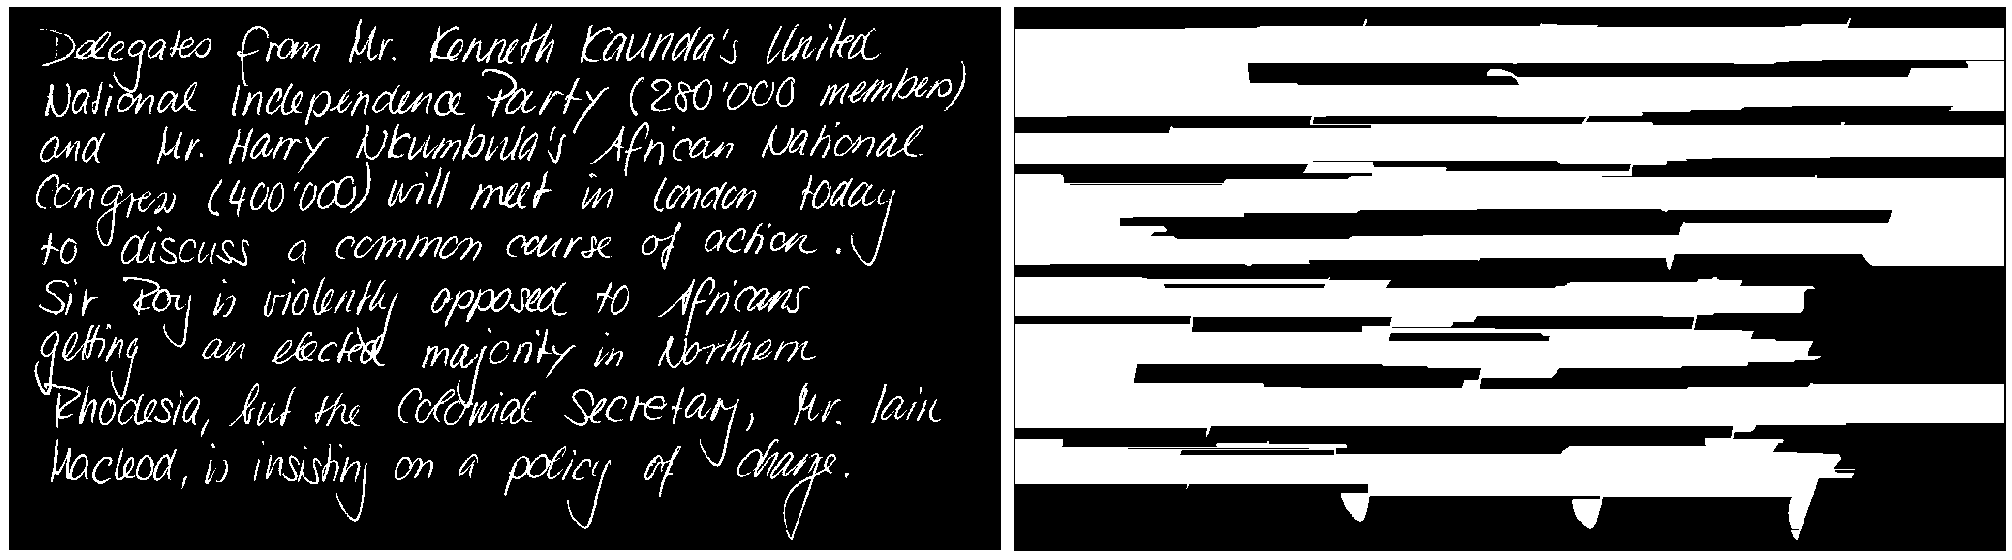 Delegates from Mr. Kenneth Kaunda's United
National Independence Party (280'000 members)
and Mr. Harry Nkumbula's African National
Congress (400'000) will meet in London today
to discuss a common course of action.
Sir Roy is violently opposed to Africans
getting an elected majority in Northern
Rhodesia, but the Colonial Secretary, Mr. Iain
Macleod, is insisting on a policy of change.